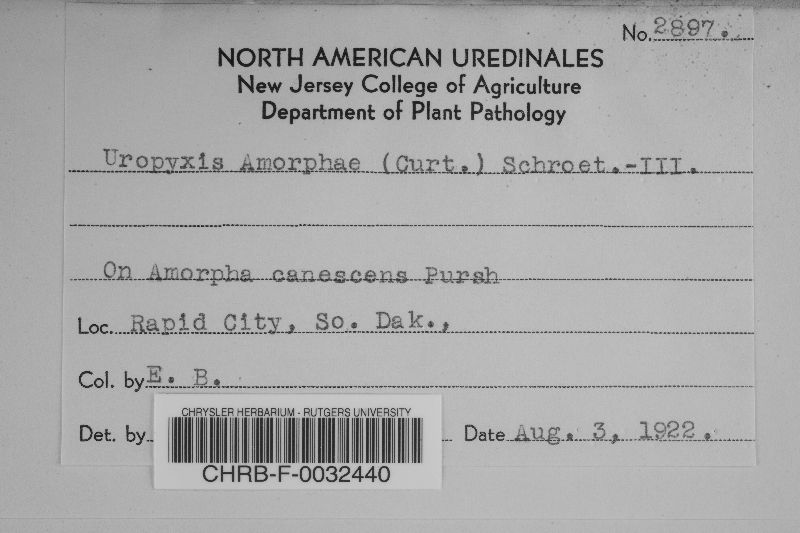 No. 2897.
NORTH AMERICAN UREDINALES
New Jersey College of Agriculture
Department of Plant Pathology
Uropyxis Amorphae (Curt.) Schroet.-III.
On Amorpha canescens Pursh
Loc. Rapid City, So. Dak.,
Col. by E. B.
Det. by
Date Aug. 3, 1922.
CHRYSLER HERBARIUM - RUTGERS UNIVERSITY
CHRB-F-0032440